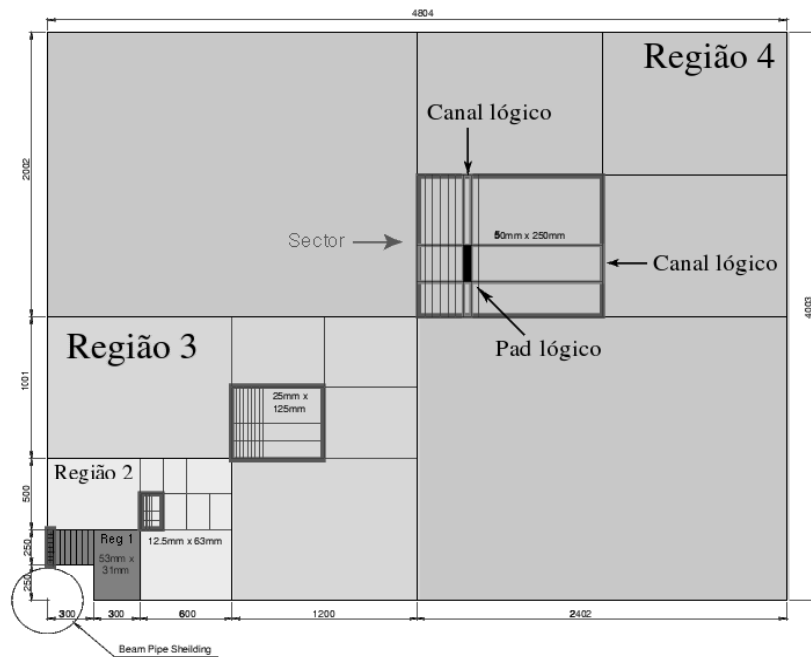 4804
Região 4
Canal lógico
2002
Sector
50mm x 250mm
Canal lógico
4003
Pad lógico
Região 3
1001
25mm x
125mm
Região 2
500
Reg 1
12.5mm x 63mm
53mm x
31mm
250
250
300
300
600
1200
2402
Beam Pipe Sheilding